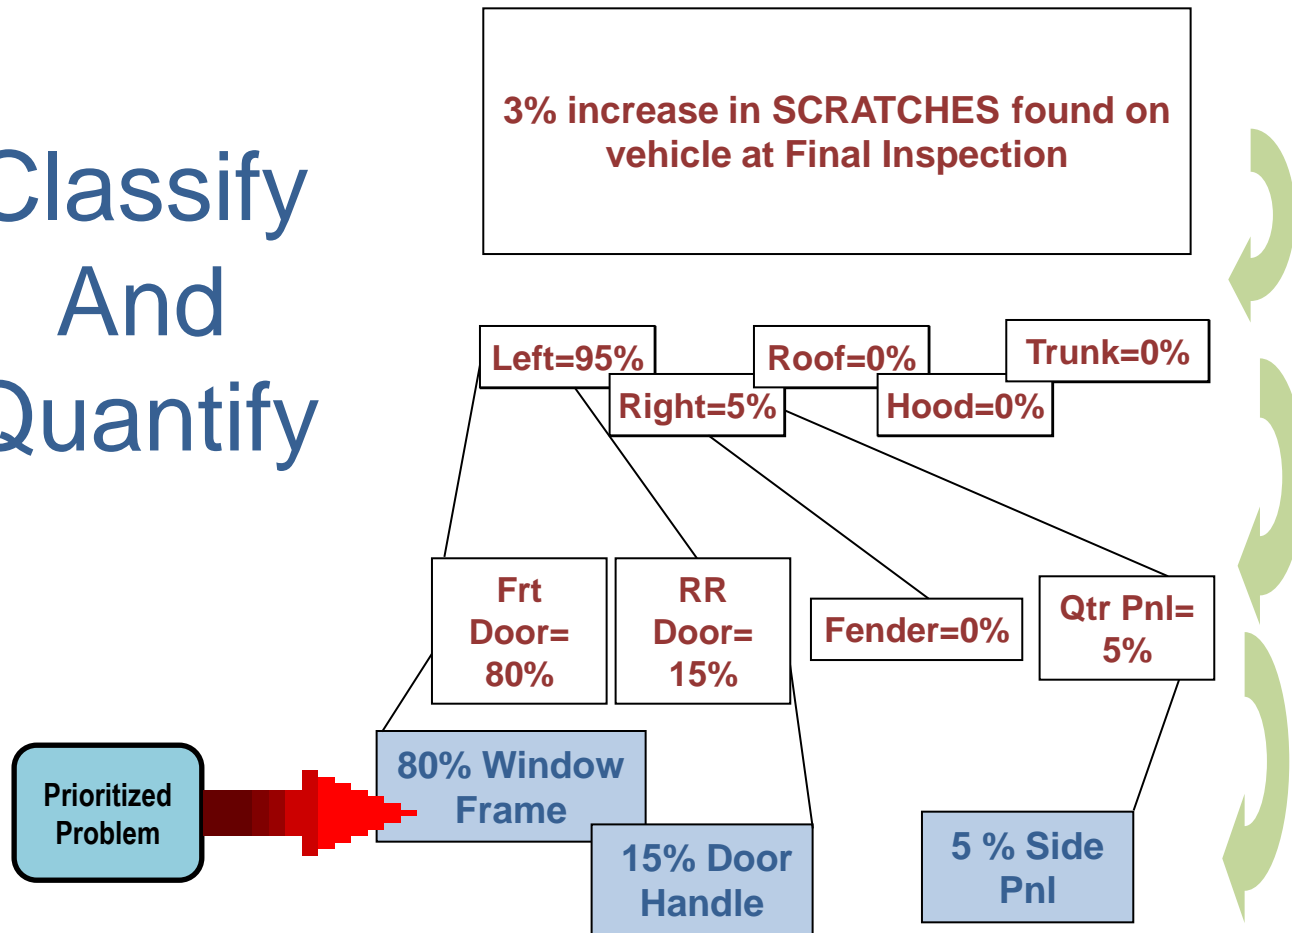 Classify
And
Quantify
3% increase in SCRATCHES found on
vehicle at Final Inspection
Left=95%
Right=5%
Roof=0%
Hood=0%
Trunk=0%
Frt
Door=
80%
RR
Door=
15%
Fender=0%
Qtr Pnl=
5%
Prioritized
Problem
80% Window
Frame
15% Door
Handle
5 % Side
Pnl